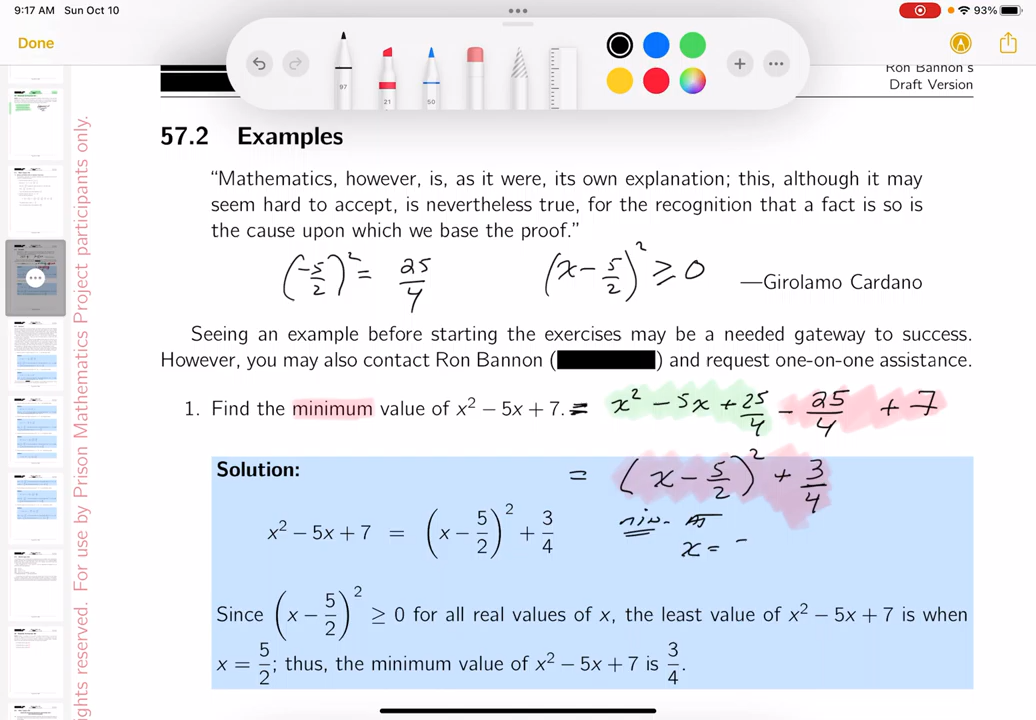 9:17 AM Sun Oct 10
93%
Done
97
21
50
Ron Bannon's
Draft Version
57.2 Examples
“Mathematics, however, is, as it were, its own explanation; this, although it may
seem hard to accept, is nevertheless true, for the recognition that a fact is so is
the cause upon which we base the proof.”
(-5/2)² = 25/4
(x - 5/2)² ≥ 0
—Girolamo Cardano
Seeing an example before starting the exercises may be a needed gateway to success.
However, you may also contact Ron Bannon ( ) and request one-on-one assistance.
1. Find the minimum value of x² − 5x + 7. = x² - 5x + 25/4 - 25/4 + 7
Solution:
= (x - 5/2)² + 3/4
x² − 5x + 7 = (x − 5/2)² + 3/4
min.
x = -
Since (x − 5/2)² ≥ 0 for all real values of x, the least value of x² − 5x + 7 is when
x = 5/2; thus, the minimum value of x² − 5x + 7 is 3/4.
ghts reserved. For use by Prison Mathematics Project participants only.